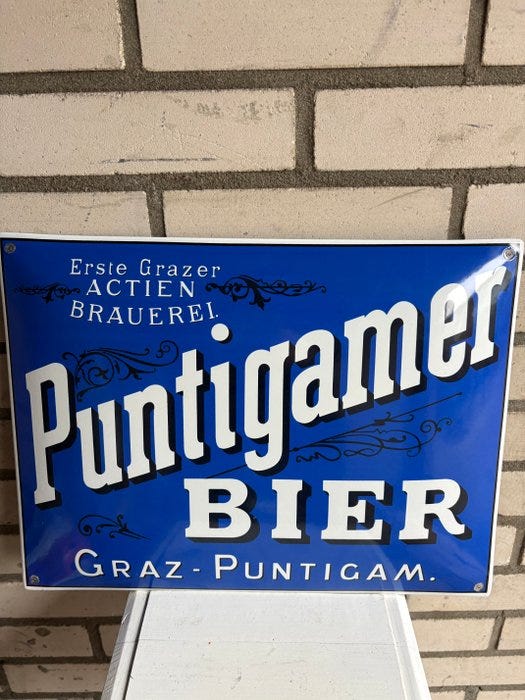 Erste Grazer
ACTIEN
BRAUEREI.
Puntigamer
BIER
GRAZ-PUNTIGAM.